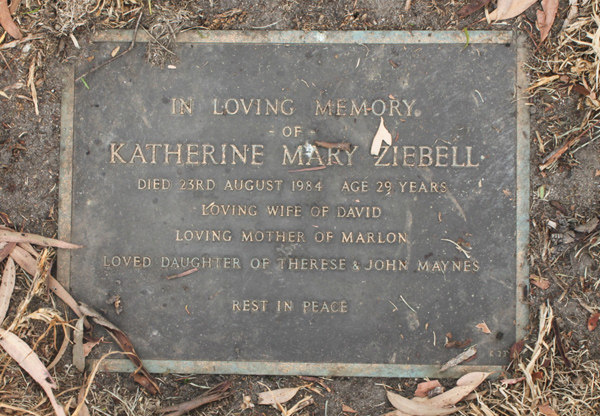 IN LOVING MEMORY
- OF -
KATHERINE MARY ZIEBELL
DIED 23RD AUGUST 1984 AGE 29 YEARS
LOVING WIFE OF DAVID
LOVING MOTHER OF MARLON
LOVED DAUGHTER OF THERESE & JOHN MAYNES
REST IN PEACE